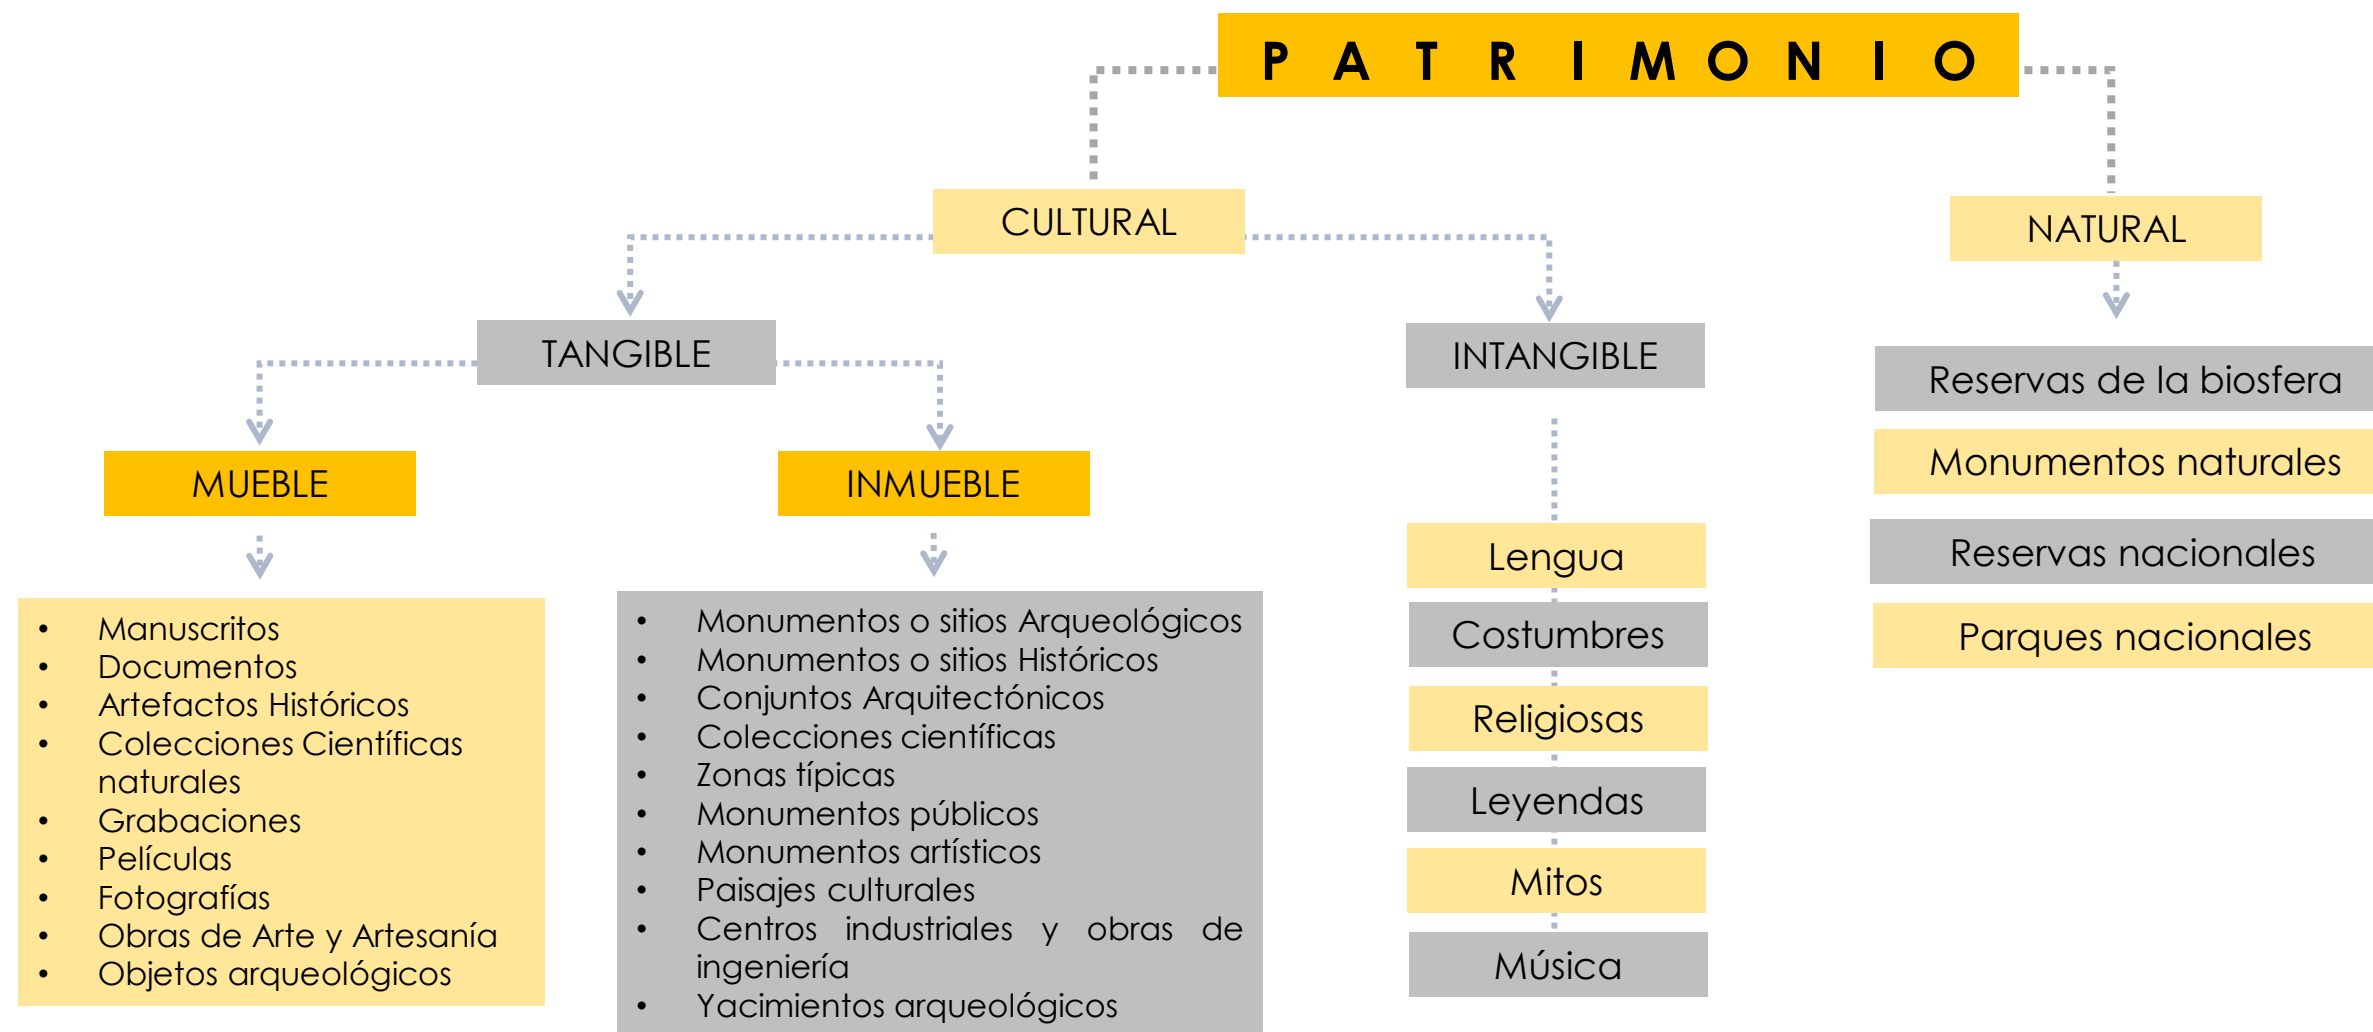 P A T R I M O N I O
CULTURAL
NATURAL
TANGIBLE
INTANGIBLE
MUEBLE
INMUEBLE
• Manuscritos
• Documentos
• Artefactos Históricos
• Colecciones Científicas
naturales
• Grabaciones
• Películas
• Fotografías
• Obras de Arte y Artesanía
• Objetos arqueológicos
• Monumentos o sitios Arqueológicos
• Monumentos o sitios Históricos
• Conjuntos Arquitectónicos
• Colecciones científicas
• Zonas típicas
• Monumentos públicos
• Monumentos artísticos
• Paisajes culturales
• Centros industriales y obras de
ingeniería
• Yacimientos arqueológicos
Lengua
Costumbres
Religiosas
Leyendas
Mitos
Música
Reservas de la biosfera
Monumentos naturales
Reservas nacionales
Parques nacionales